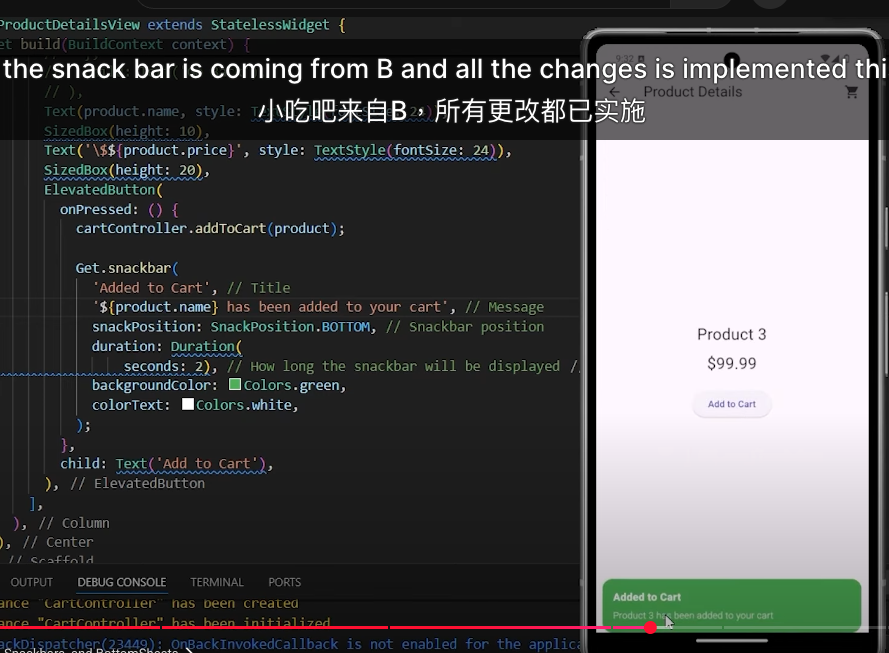 ProductDetailsView extends StatelessWidget {
build(BuildContext context) {
the snack bar is coming from B and all the changes is implemented thi
小吃吧来自B，所有更改都已实施
9:32
Product Details
// ),
Text(product.name, style:
SizedBox(height: 10),
Text('\$${product.price}', style: TextStyle(fontSize: 24)),
SizedBox(height: 20),
ElevatedButton(
onPressed: () {
cartController.addToCart(product);
Get.snackbar(
'Added to Cart', // Title
'${product.name} has been added to your cart', // Message
snackPosition: SnackPosition.BOTTOM, // Snackbar position
duration: Duration(
seconds: 2), // How long the snackbar will be displayed /
backgroundColor: Colors.green,
colorText: Colors.white,
);
},
child: Text('Add to Cart'),
), // ElevatedButton
],
), // Column
), // Center
// Scaffold
Product 3
$99.99
Add to Cart
Added to Cart
Product 3 has been added to your cart
OUTPUT
DEBUG CONSOLE
TERMINAL
PORTS
ance "CartController" has been created
ance "CartController" has been initialized
ackDispatcher(23449): OnBackInvokedCallback is not enabled for the applica
Snackbars and BottomSheets